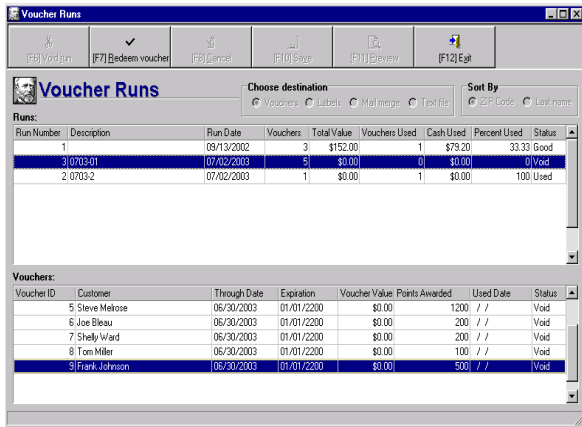 Voucher Runs
[F6] Void run
[F7] Redeem voucher
[F8] Cancel
[F10] Save
[F11] Preview
[F12] Exit
Voucher Runs
Choose destination
Vouchers Labels Mail merge Text file
Sort By
ZIP Code Last name
Runs:
Run Number Description Run Date Vouchers Total Value Vouchers Used Cash Used Percent Used Status
1 09/13/2002 3 $152.00 1 $79.20 33.33 Good
3 0703-01 07/02/2003 5 $0.00 0 $0.00 0 Void
2 0703-2 07/02/2003 1 $0.00 1 $0.00 100 Used
Vouchers:
Voucher ID Customer Through Date Expiration Voucher Value Points Awarded Used Date Status
5 Steve Melrose 06/30/2003 01/01/2200 $0.00 1200 / / Void
6 Joe Bleau 06/30/2003 01/01/2200 $0.00 200 / / Void
7 Shelly Ward 06/30/2003 01/01/2200 $0.00 200 / / Void
8 Tom Miller 06/30/2003 01/01/2200 $0.00 100 / / Void
9 Frank Johnson 06/30/2003 01/01/2200 $0.00 500 / / Void